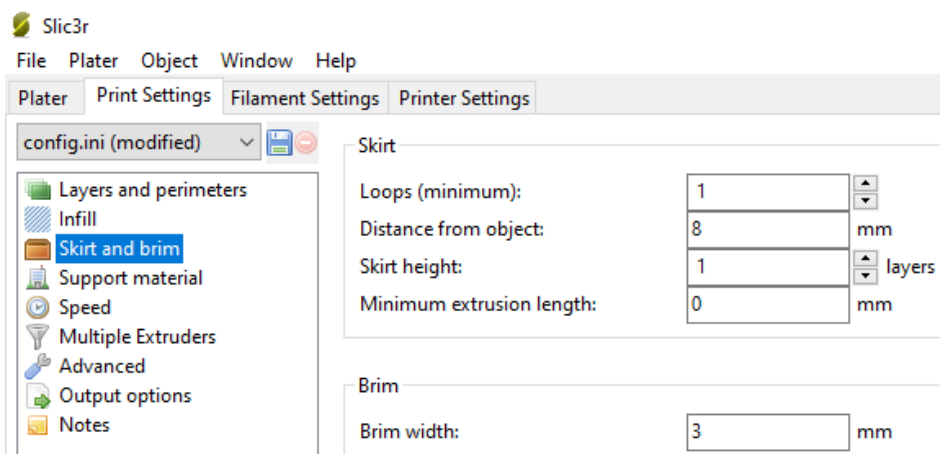 Slic3r
File Plater Object Window Help
Plater Print Settings Filament Settings Printer Settings
config.ini (modified)
Layers and perimeters
Infill
Skirt and brim
Support material
Speed
Multiple Extruders
Advanced
Output options
Notes
Skirt
Loops (minimum): 1
Distance from object: 8 mm
Skirt height: 1 layers
Minimum extrusion length: 0 mm
Brim
Brim width: 3 mm